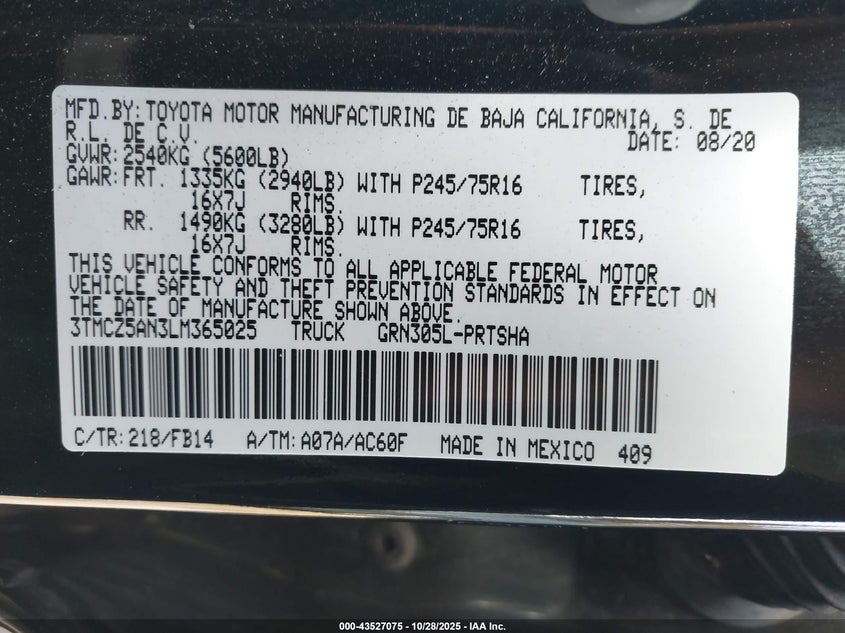 MFD.BY: TOYOTA MOTOR MANUFACTURING DE BAJA CALIFORNIA, S. DE
R.L. DE C.V. DATE: 08/20
GVWR: 2540KG (5600LB)
GAWR: FRT. 1335KG (2940LB) WITH P245/75R16 TIRES,
16X7J RIMS.
RR. 1490KG (3280LB) WITH P245/75R16 TIRES,
16X7J RIMS.
THIS VEHICLE CONFORMS TO ALL APPLICABLE FEDERAL MOTOR
VEHICLE SAFETY AND THEFT PREVENTION STANDARDS IN EFFECT ON
THE DATE OF MANUFACTURE SHOWN ABOVE.
3TMCZ5AN3LM365025 TRUCK GRN305L-PRTSHA
C/TR: 218/FB14 A/TM: A07A/AC60F MADE IN MEXICO 409
000-43527075 | 10/28/2025 | IAA Inc.